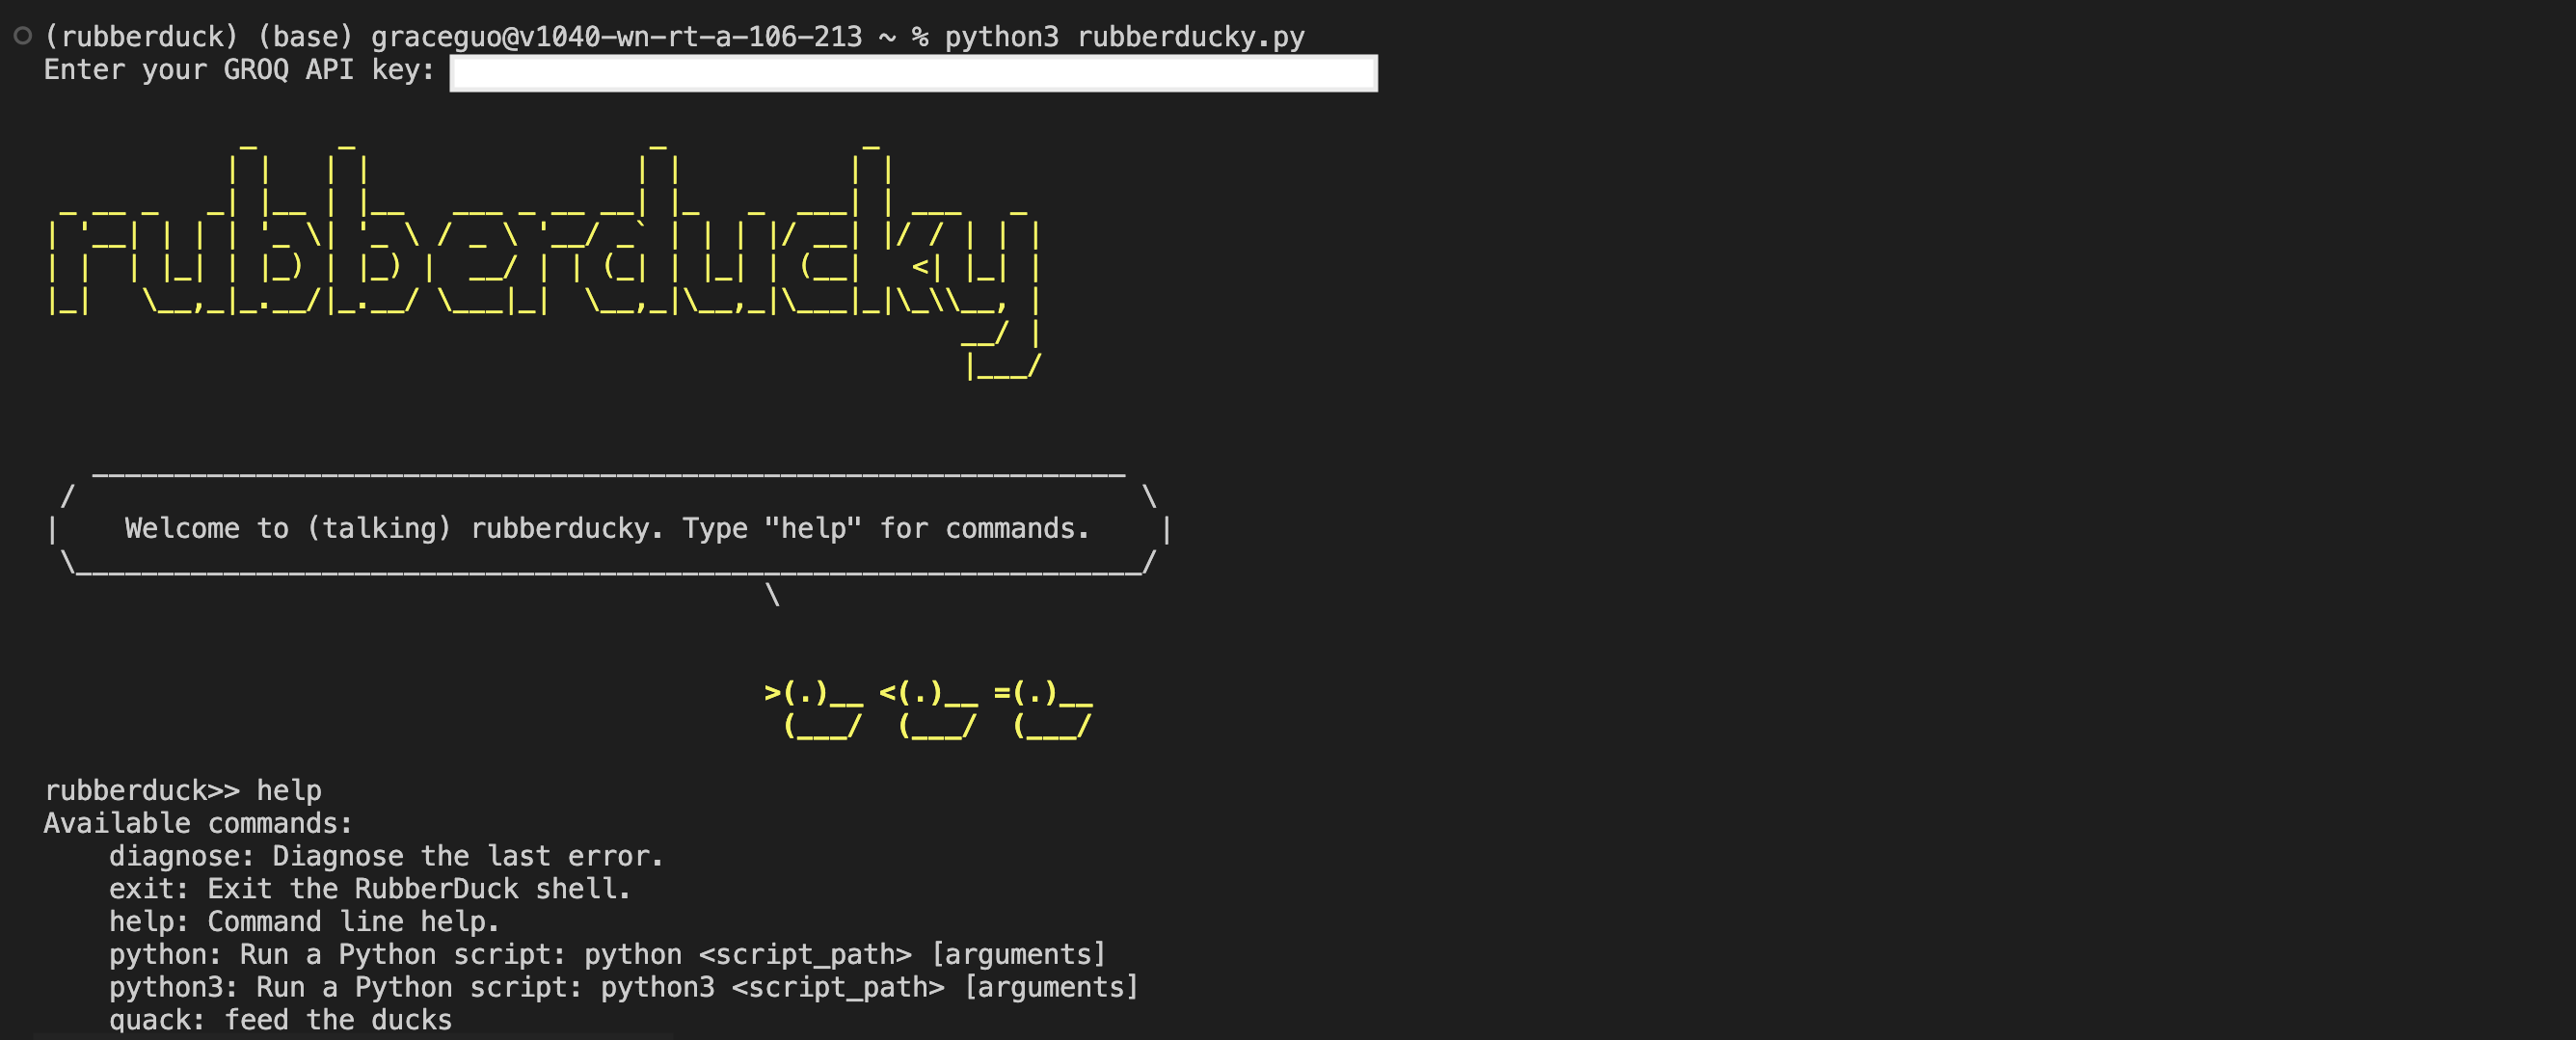 (rubberduck) (base) graceguo@v1040-wn-rt-a-106-213 ~ % python3 rubberducky.py
Enter your GROQ API key:
rubberducky
Welcome to (talking) rubberducky. Type "help" for commands.
>(.)__ <(.)__ =(.)__
(___/ (___/ (___/
rubberduck>> help
Available commands:
diagnose: Diagnose the last error.
exit: Exit the RubberDuck shell.
help: Command line help.
python: Run a Python script: python <script_path> [arguments]
python3: Run a Python script: python3 <script_path> [arguments]
quack: feed the ducks